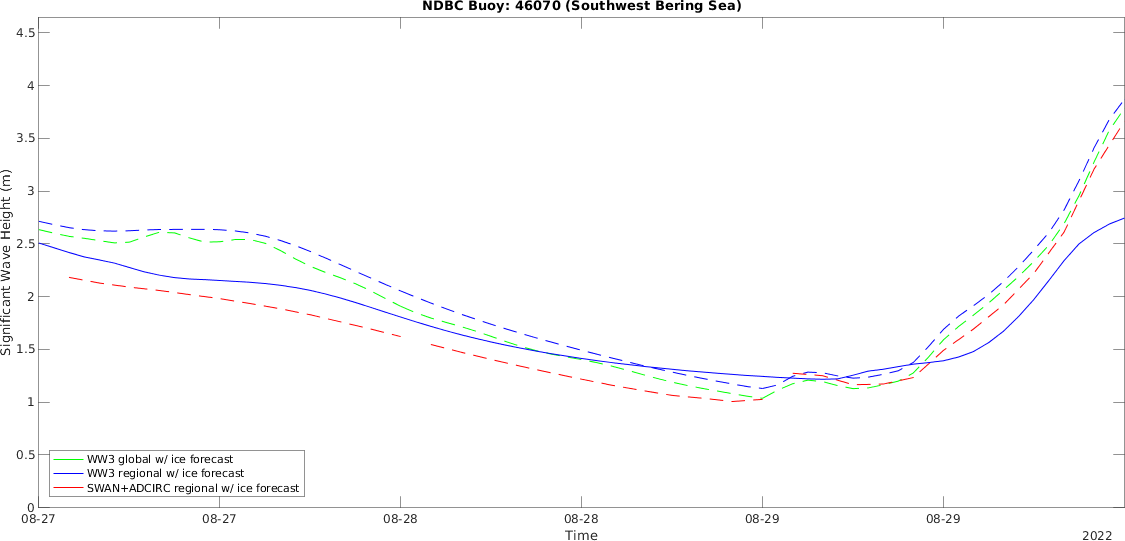 NDBC Buoy: 46070 (Southwest Bering Sea)
Significant Wave Height (m)
4.5
4
3.5
3
2.5
2
1.5
1
0.5
0
WW3 global w/ ice forecast
WW3 regional w/ ice forecast
SWAN+ADCIRC regional w/ ice forecast
08-27 08-27 08-28 08-28 08-29 08-29
Time
2022